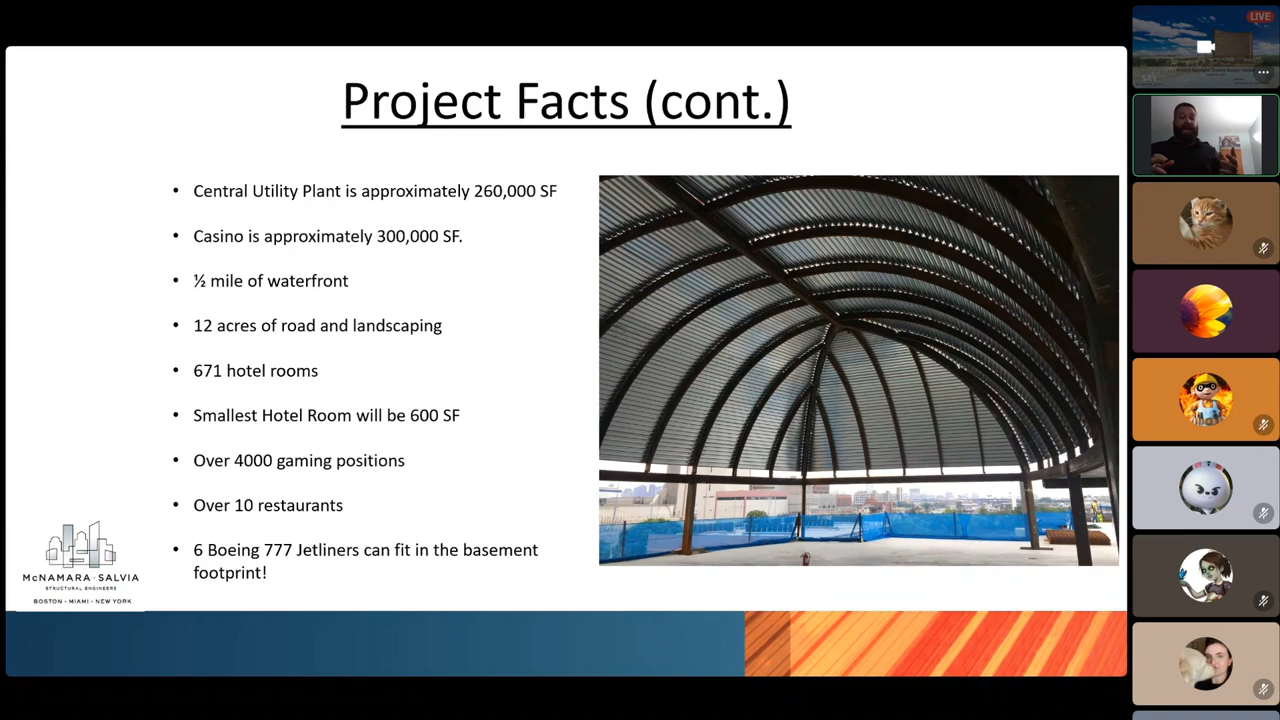 LIVE
Project Facts (cont.)
• Central Utility Plant is approximately 260,000 SF
• Casino is approximately 300,000 SF.
• ½ mile of waterfront
• 12 acres of road and landscaping
• 671 hotel rooms
• Smallest Hotel Room will be 600 SF
• Over 4000 gaming positions
• Over 10 restaurants
• 6 Boeing 777 Jetliners can fit in the basement
footprint!
McNAMARA · SALVIA
STRUCTURAL ENGINEERS
BOSTON · MIAMI · NEW YORK